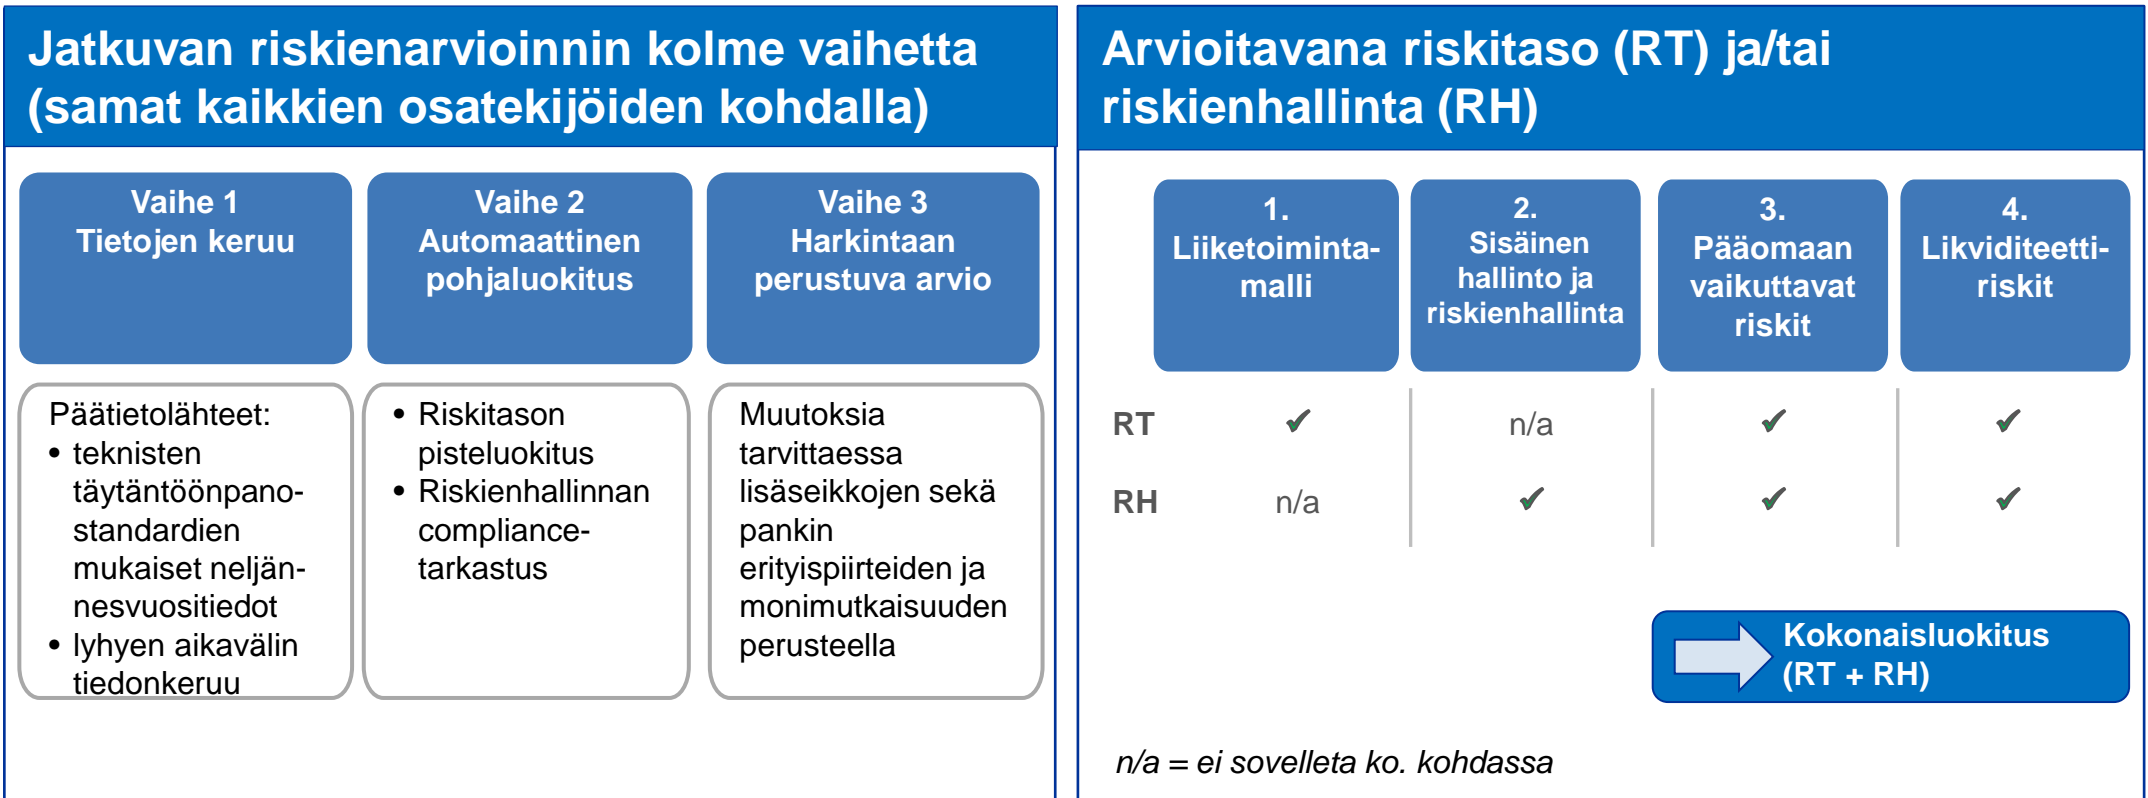 Jatkuvan riskienarvioinnin kolme vaihetta
(samat kaikkien osatekijöiden kohdalla)
Vaihe 1
Tietojen keruu
Vaihe 2
Automaattinen
pohjaluokitus
Vaihe 3
Harkintaan
perustuva arvio
Päätietolähteet:
• teknisten
täytäntöönpano-
standardien
mukaiset neljän-
nesvuositiedot
• lyhyen aikavälin
tiedonkeruu
• Riskitason
pisteluokitus
• Riskienhallinnan
compliance-
tarkastus
Muutoksia
tarvittaessa
lisäseikkojen sekä
pankin
erityispiirteiden ja
monimutkaisuuden
perusteella
Arvioitavana riskitaso (RT) ja/tai
riskienhallinta (RH)
1.
Liiketoiminta-
malli
2.
Sisäinen
hallinto ja
riskienhallinta
3.
Pääomaan
vaikuttavat
riskit
4.
Likviditeetti-
riskit
RT ✔ n/a ✔ ✔
RH n/a ✔ ✔ ✔
Kokonaisluokitus
(RT + RH)
n/a = ei sovelleta ko. kohdassa